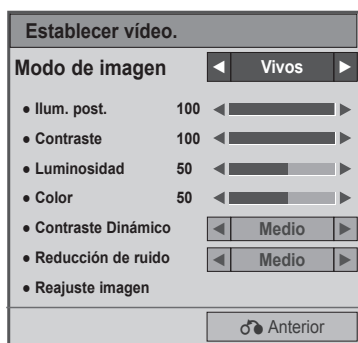 Establecer vídeo.
Modo de imagen ◀ Vivos ▶
● Ilum. post. 100 ◀ ▶
● Contraste 100 ◀ ▶
● Luminosidad 50 ◀ ▶
● Color 50 ◀ ▶
● Contraste Dinámico ◀ Medio ▶
● Reducción de ruido ◀ Medio ▶
● Reajuste imagen
Anterior